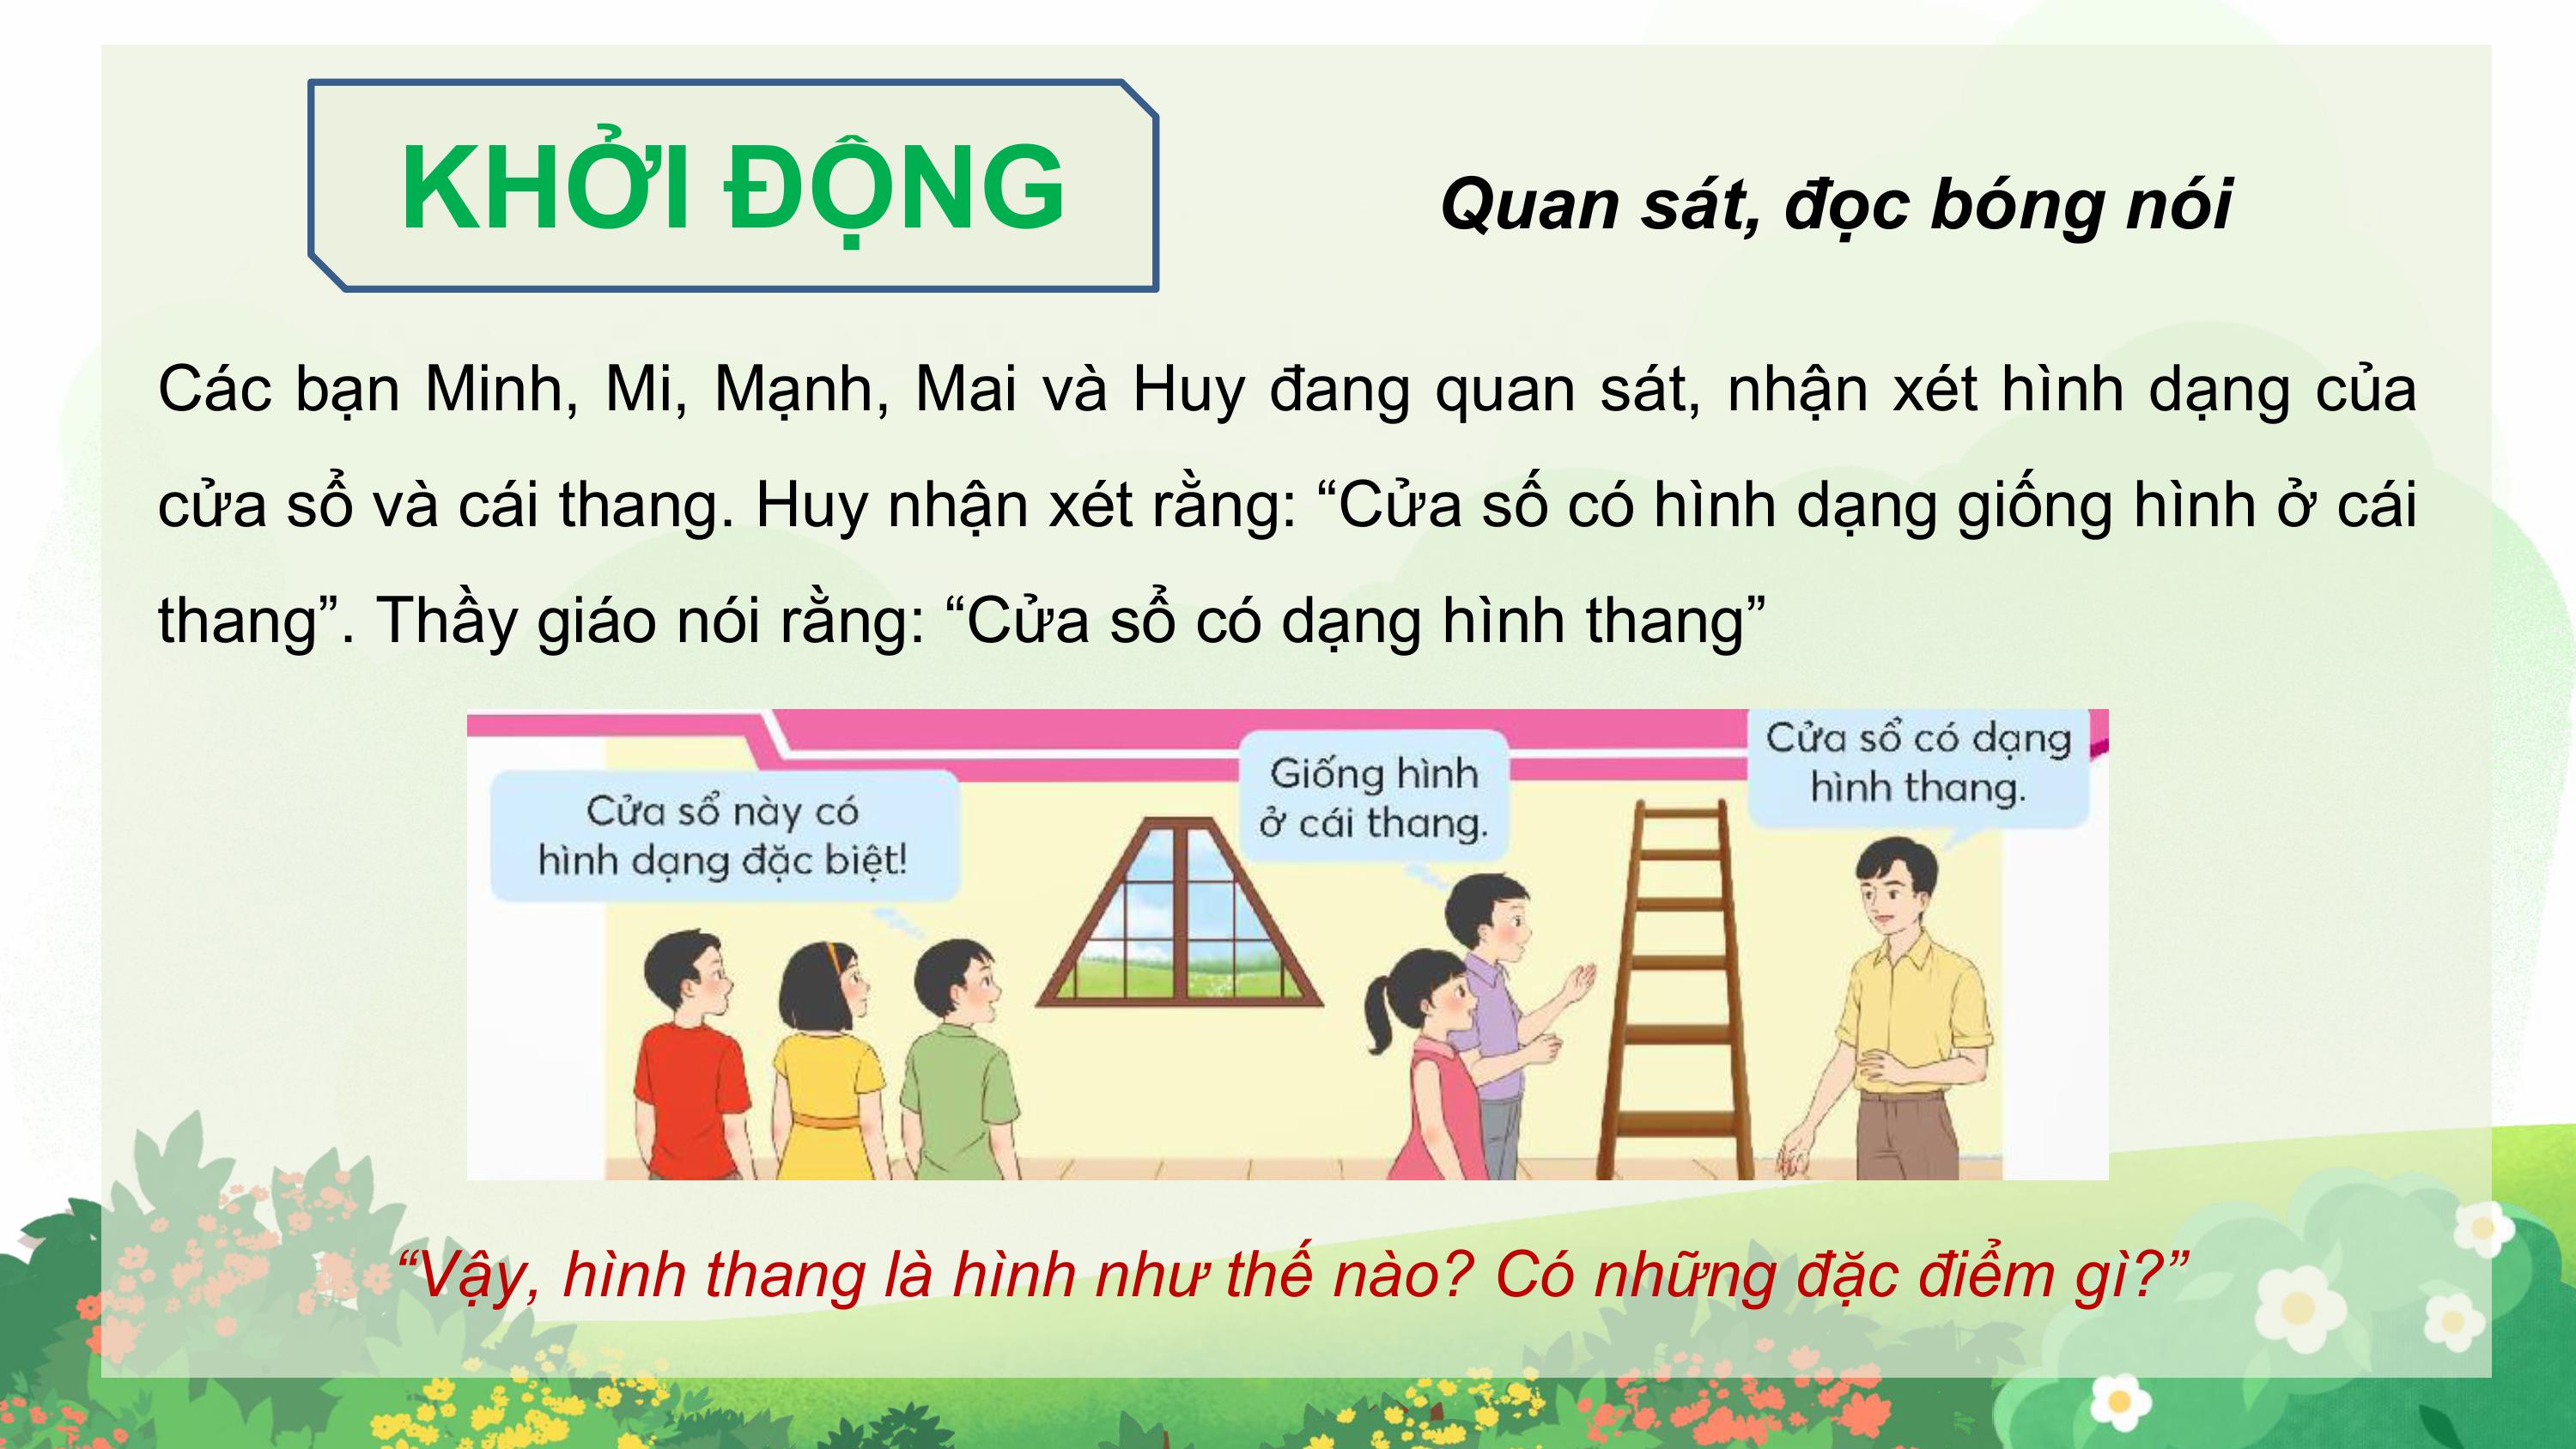 KHỞI ĐỘNG
Quan sát, đọc bóng nói
Các bạn Minh, Mi, Mạnh, Mai và Huy đang quan sát, nhận xét hình dạng của
cửa sổ và cái thang. Huy nhận xét rằng: “Cửa số có hình dạng giống hình ở cái
thang”. Thầy giáo nói rằng: “Cửa sổ có dạng hình thang”
Cửa sổ này có
hình dạng đặc biệt!
Giống hình
ở cái thang.
Cửa sổ có dạng
hình thang.
“Vậy, hình thang là hình như thế nào? Có những đặc điểm gì?”